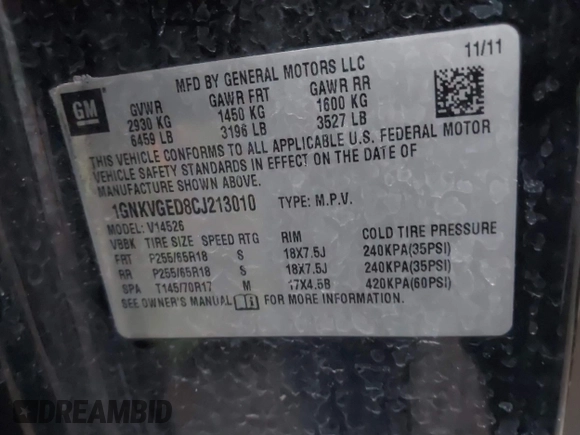 11/11
MFD BY GENERAL MOTORS LLC
GM
GVWR GAWR FRT GAWR RR
2930 KG 1450 KG 1600 KG
6459 LB 3196 LB 3527 LB
THIS VEHICLE CONFORMS TO ALL APPLICABLE U.S. FEDERAL MOTOR
VEHICLE SAFETY STANDARDS IN EFFECT ON THE DATE OF
MANUFACTURE SHOWN ABOVE.
1GNKVGED8CJ213010 TYPE: M.P.V.
MODEL: V14526
VBBK TIRE SIZE SPEED RTG RIM COLD TIRE PRESSURE
FRT P255/65R18 S 18X7.5J 240KPA(35PSI)
RR P255/65R18 S 18X7.5J 240KPA(35PSI)
SPA T145/70R17 M 17X4.5B 420KPA(60PSI)
SEE OWNER'S MANUAL FOR MORE INFORMATION.
DREAMBID